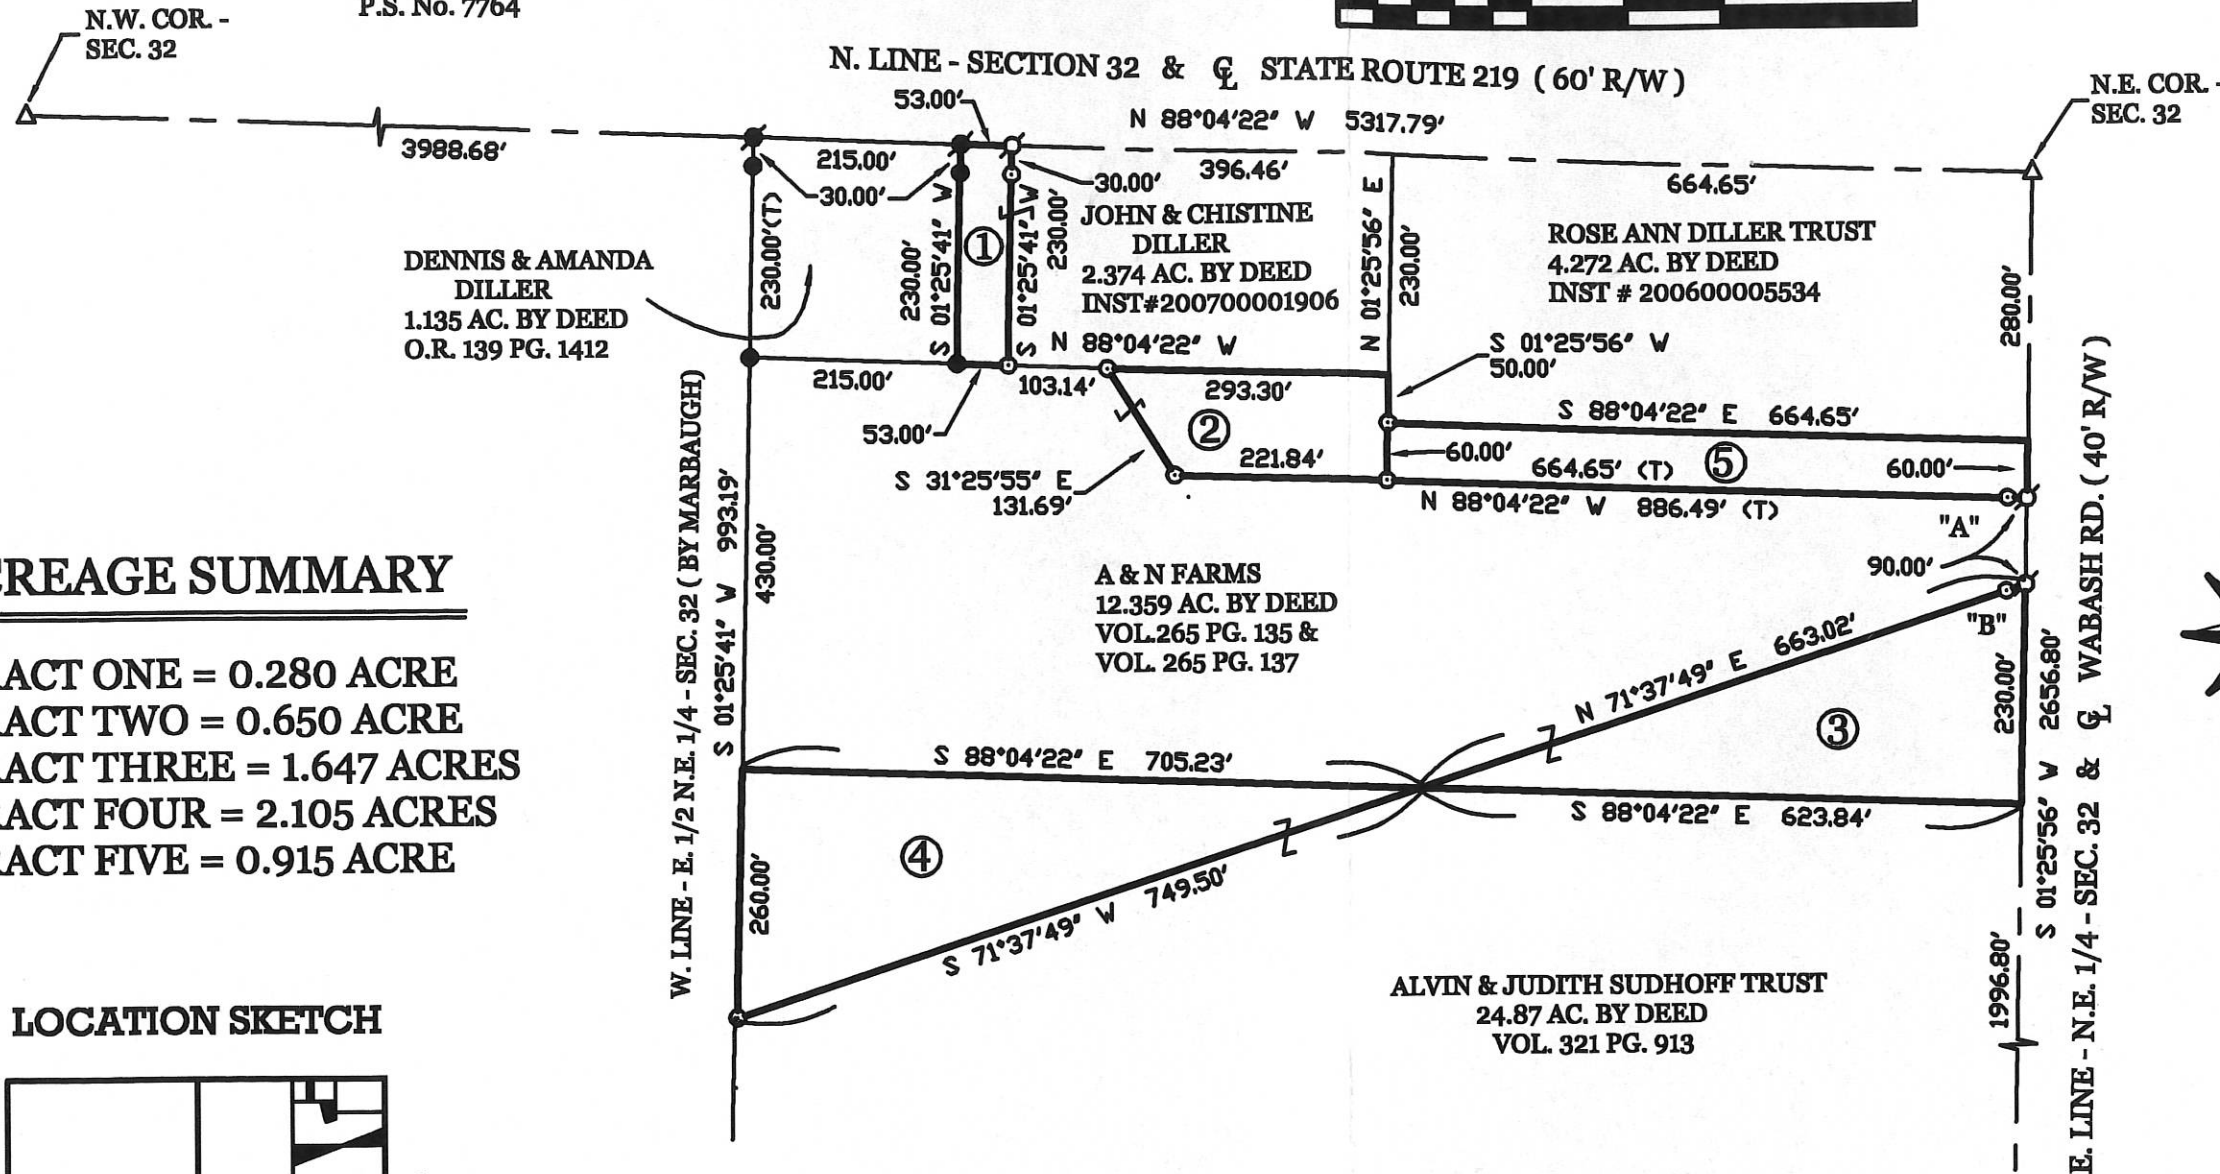 P.S. No. 7764
N.W. COR. -
SEC. 32
N. LINE - SECTION 32 & ℄ STATE ROUTE 219 ( 60' R/W )
N.E. COR. -
SEC. 32
53.00'
N 88°04'22" W 5317.79'
3988.68'
215.00'
30.00'
30.00'
396.46'
664.65'
230.00'(T)
230.00'
S 01°25'41" W
①
S 01°25'41" W
230.00'
JOHN & CHISTINE
DILLER
2.374 AC. BY DEED
INST#200700001906
N 01°25'56" E
230.00'
ROSE ANN DILLER TRUST
4.272 AC. BY DEED
INST # 200600005534
280.00'
DENNIS & AMANDA
DILLER
1.135 AC. BY DEED
O.R. 139 PG. 1412
N 88°04'22" W
S 01°25'56" W
50.00'
215.00'
103.14'
293.30'
53.00'
②
S 88°04'22" E 664.65'
221.84'
60.00'
664.65' (T)
⑤
60.00'
S 31°25'55" E
131.69'
N 88°04'22" W 886.49' (T)
"A"
90.00'
"B"
W. LINE - E. 1/2 N.E. 1/4 - SEC. 32 ( BY MARBAUGH)
S 01°25'41" W 993.19'
430.00'
A & N FARMS
12.359 AC. BY DEED
VOL.265 PG. 135 &
VOL. 265 PG. 137
N 71°37'49" E 663.02'
③
230.00'
S 01°25'56" W 2656.80'
E. LINE - N.E. 1/4 - SEC. 32 & ℄ WABASH RD. ( 40' R/W )
S 88°04'22" E 705.23'
S 88°04'22" E 623.84'
④
260.00'
S 71°37'49" W 749.50'
1996.80'
ALVIN & JUDITH SUDHOFF TRUST
24.87 AC. BY DEED
VOL. 321 PG. 913
CREAGE SUMMARY
ACT ONE = 0.280 ACRE
ACT TWO = 0.650 ACRE
ACT THREE = 1.647 ACRES
ACT FOUR = 2.105 ACRES
RACT FIVE = 0.915 ACRE
LOCATION SKETCH